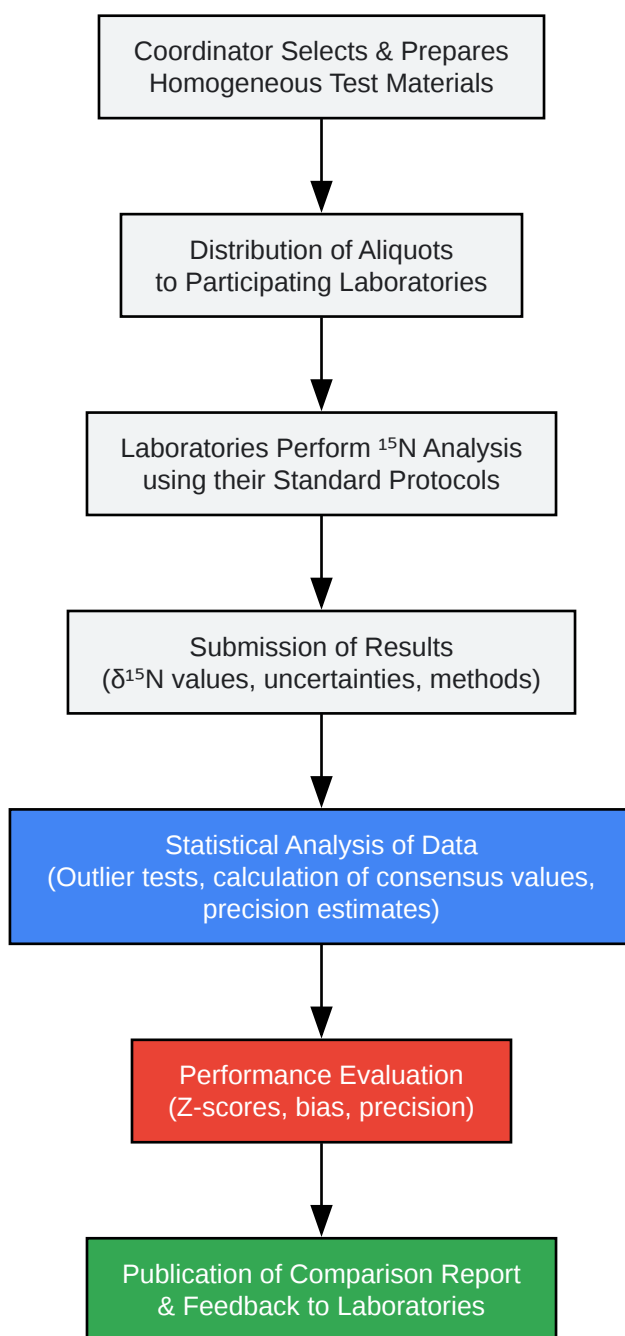 Coordinator Selects & Prepares
Homogeneous Test Materials
Distribution of Aliquots
to Participating Laboratories
Laboratories Perform ¹⁵N Analysis
using their Standard Protocols
Submission of Results
(δ¹⁵N values, uncertainties, methods)
Statistical Analysis of Data
(Outlier tests, calculation of consensus values,
precision estimates)
Performance Evaluation
(Z-scores, bias, precision)
Publication of Comparison Report
& Feedback to Laboratories